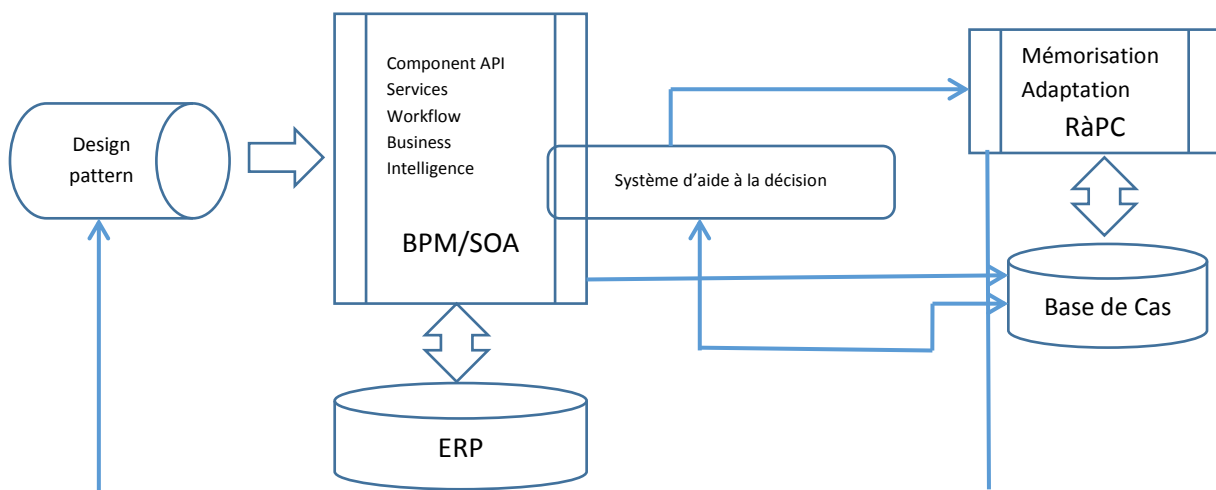 Design
pattern
Component API
Services
Workflow
Business
Intelligence
BPM/SOA
ERP
Système d'aide à la décision
Mémorisation
Adaptation
RàPC
Base de Cas